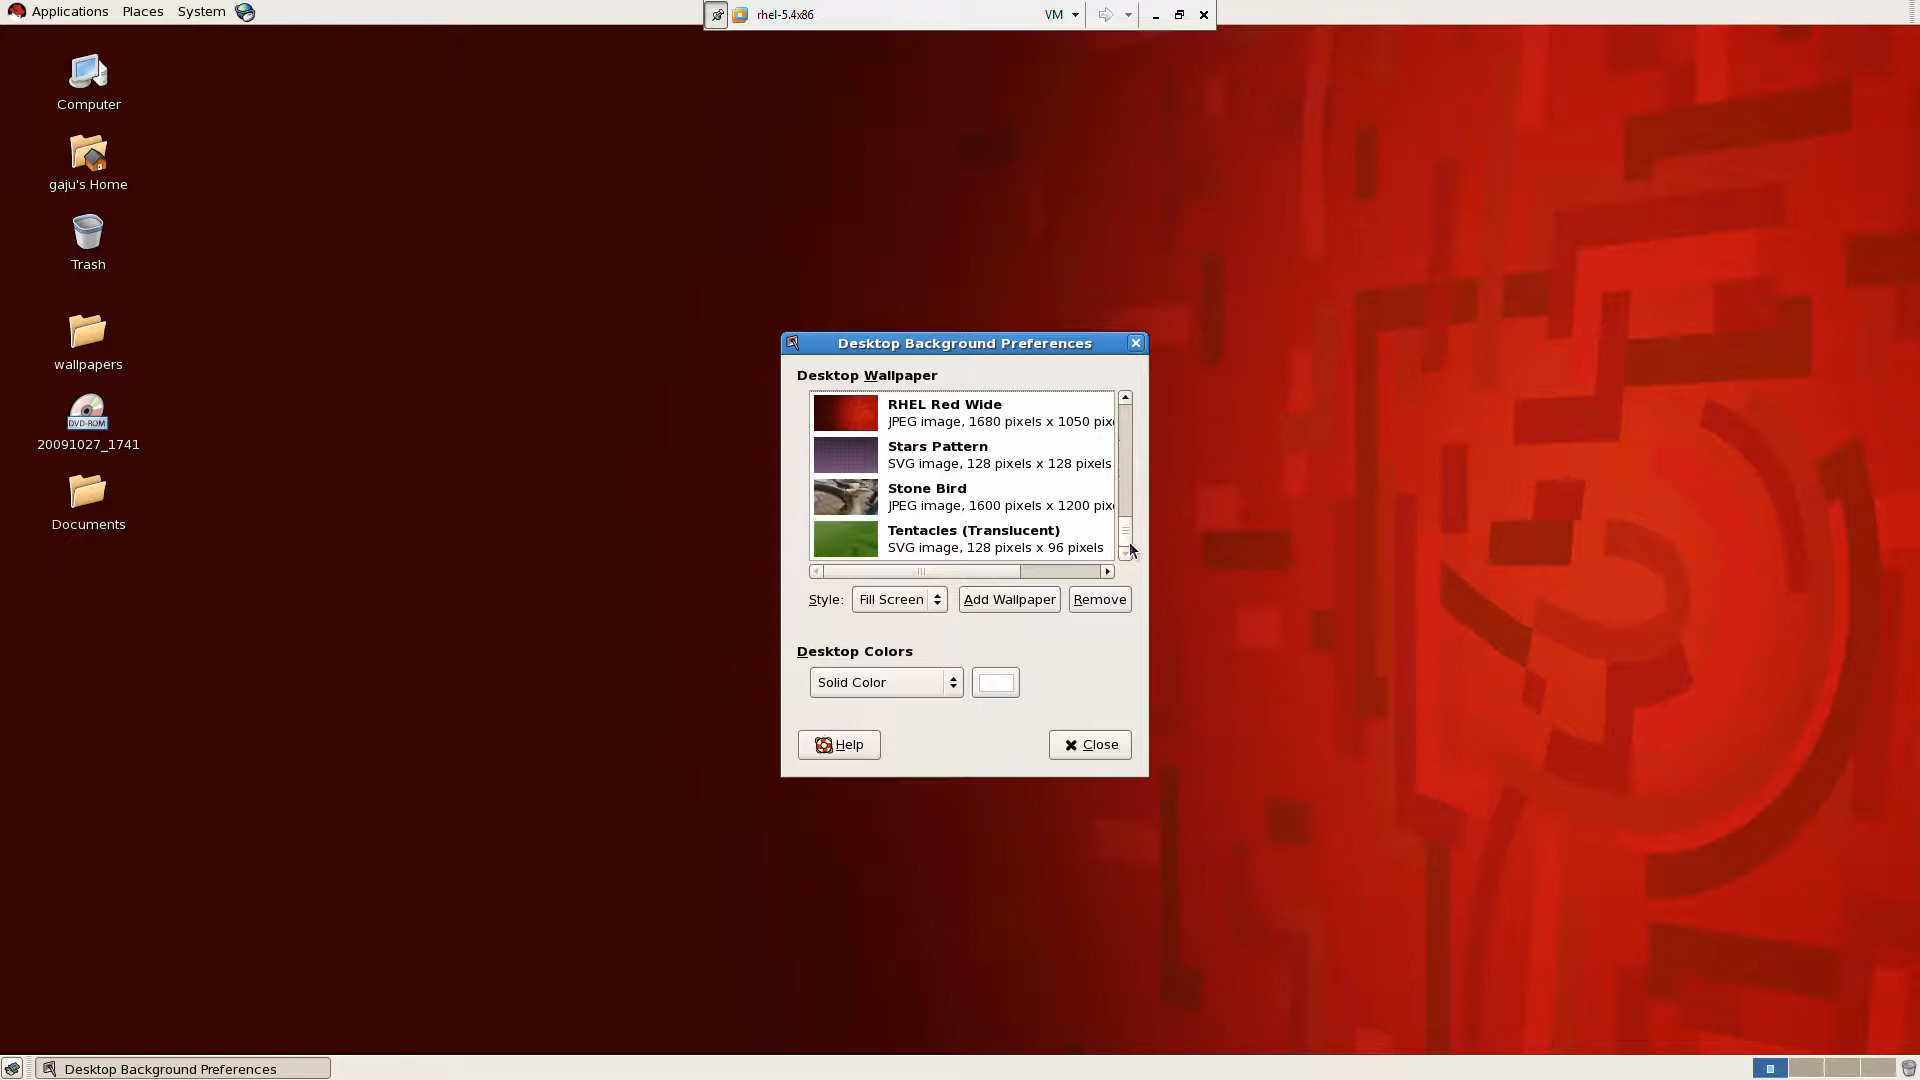 Applications Places System
rhel-5.4x86
VM
Computer
gaju's Home
Trash
wallpapers
DVD-ROM
20091027_1741
Documents
Desktop Background Preferences
Desktop Wallpaper
RHEL Red Wide
JPEG image, 1680 pixels x 1050 pixe
Stars Pattern
SVG image, 128 pixels x 128 pixels
Stone Bird
JPEG image, 1600 pixels x 1200 pixe
Tentacles (Translucent)
SVG image, 128 pixels x 96 pixels
Style: Fill Screen Add Wallpaper Remove
Desktop Colors
Solid Color
Help Close
Desktop Background Preferences